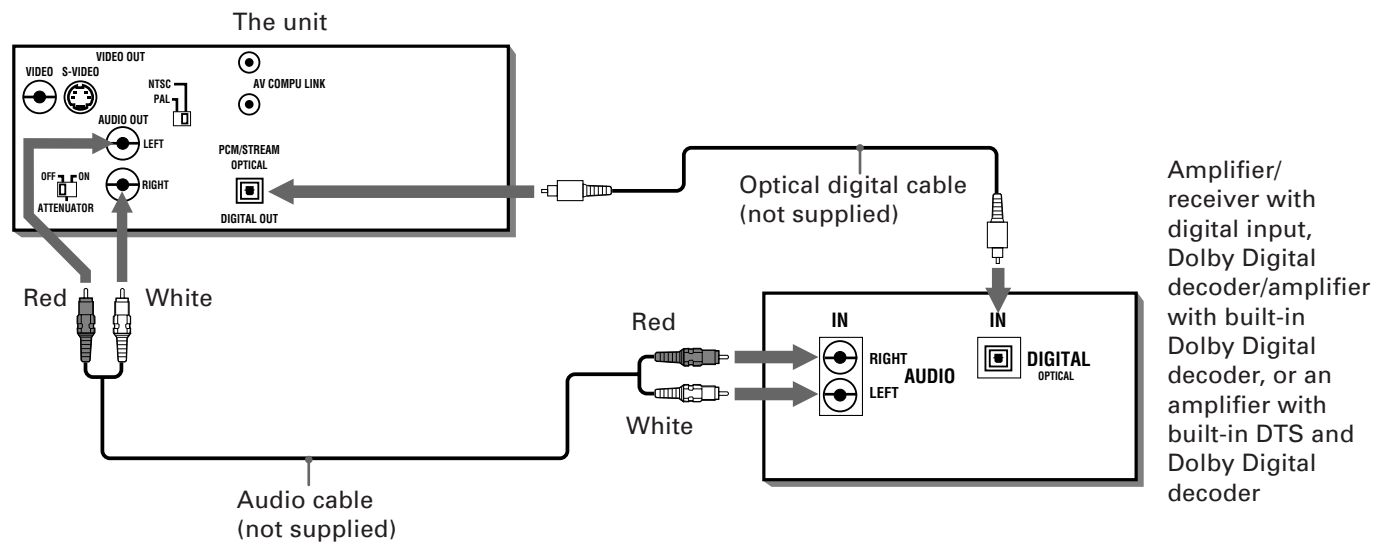 The unit
VIDEO OUT
VIDEO S-VIDEO
NTSC
PAL
AV COMPU LINK
AUDIO OUT
LEFT
PCM/STREAM
OPTICAL
OFF ON
RIGHT
ATTENUATOR
DIGITAL OUT
Red
White
Optical digital cable
(not supplied)
Red
White
IN
RIGHT
LEFT
AUDIO
IN
DIGITAL
OPTICAL
Audio cable
(not supplied)
Amplifier/
receiver with
digital input,
Dolby Digital
decoder/amplifier
with built-in
Dolby Digital
decoder, or an
amplifier with
built-in DTS and
Dolby Digital
decoder